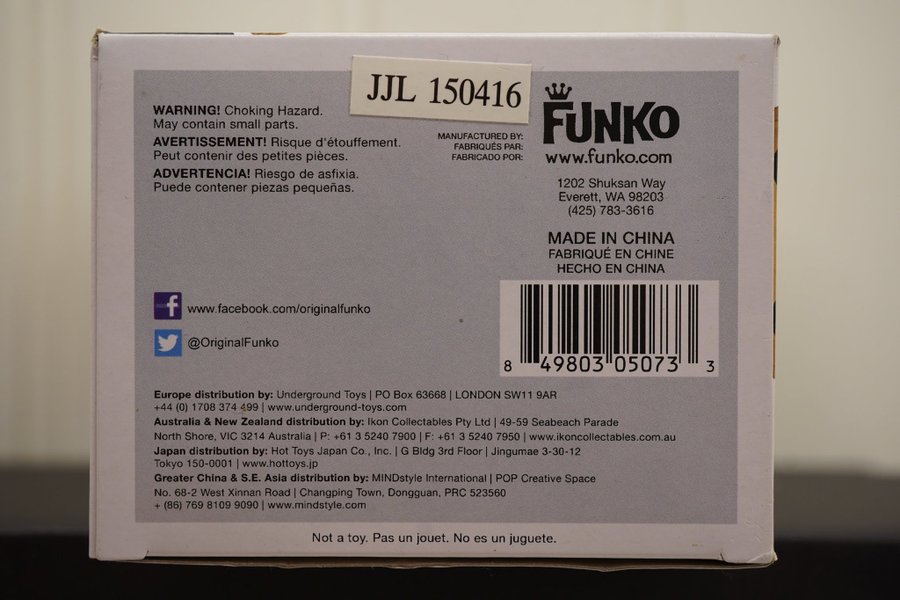 JJL 150416
WARNING! Choking Hazard.
May contain small parts.
AVERTISSEMENT! Risque d'étouffement.
Peut contenir des petites pièces.
ADVERTENCIA! Riesgo de asfixia.
Puede contener piezas pequeñas.
MANUFACTURED BY:
FABRIQUÉS PAR:
FABRICADO POR:
FUNKO
www.funko.com
1202 Shuksan Way
Everett, WA 98203
(425) 783-3616
MADE IN CHINA
FABRIQUÉ EN CHINE
HECHO EN CHINA
f www.facebook.com/originalfunko
@OriginalFunko
8 49803 05073 3
Europe distribution by: Underground Toys | PO Box 63668 | LONDON SW11 9AR
+44 (0) 1708 374 499 | www.underground-toys.com
Australia & New Zealand distribution by: Ikon Collectables Pty Ltd | 49-59 Seabeach Parade
North Shore, VIC 3214 Australia | P: +61 3 5240 7900 | F: +61 3 5240 7950 | www.ikoncollectables.com.au
Japan distribution by: Hot Toys Japan Co., Inc. | G Bldg 3rd Floor | Jingumae 3-30-12
Tokyo 150-0001 | www.hottoys.jp
Greater China & S.E. Asia distribution by: MINDstyle International | POP Creative Space
No. 68-2 West Xinnan Road | Changping Town, Dongguan, PRC 523560
+ (86) 769 8109 9090 | www.mindstyle.com
Not a toy. Pas un jouet. No es un juguete.